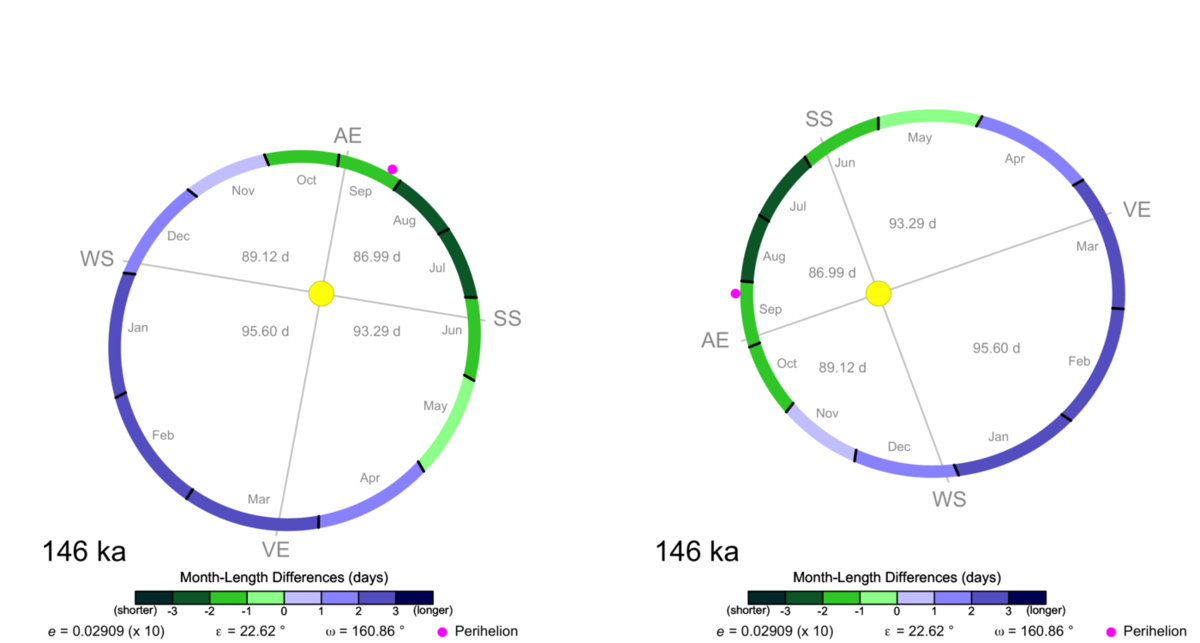 AE
Oct
Sep
Nov
Aug
Dec
89.12 d
86.99 d
WS
Jul
SS
Jan
95.60 d
93.29 d
Jun
May
Feb
Apr
Mar
VE
146 ka
Month-Length Differences (days)
(shorter) -3 -2 -1 0 1 2 3 (longer)
e = 0.02909 (x 10) ε = 22.62 ° ω = 160.86 ° Perihelion
SS
May
Apr
Jun
Jul
VE
93.29 d
Mar
Aug
86.99 d
Sep
AE
95.60 d
Oct
89.12 d
Feb
Nov
Jan
Dec
WS
146 ka
Month-Length Differences (days)
(shorter) -3 -2 -1 0 1 2 3 (longer)
e = 0.02909 (x 10) ε = 22.62 ° ω = 160.86 ° Perihelion